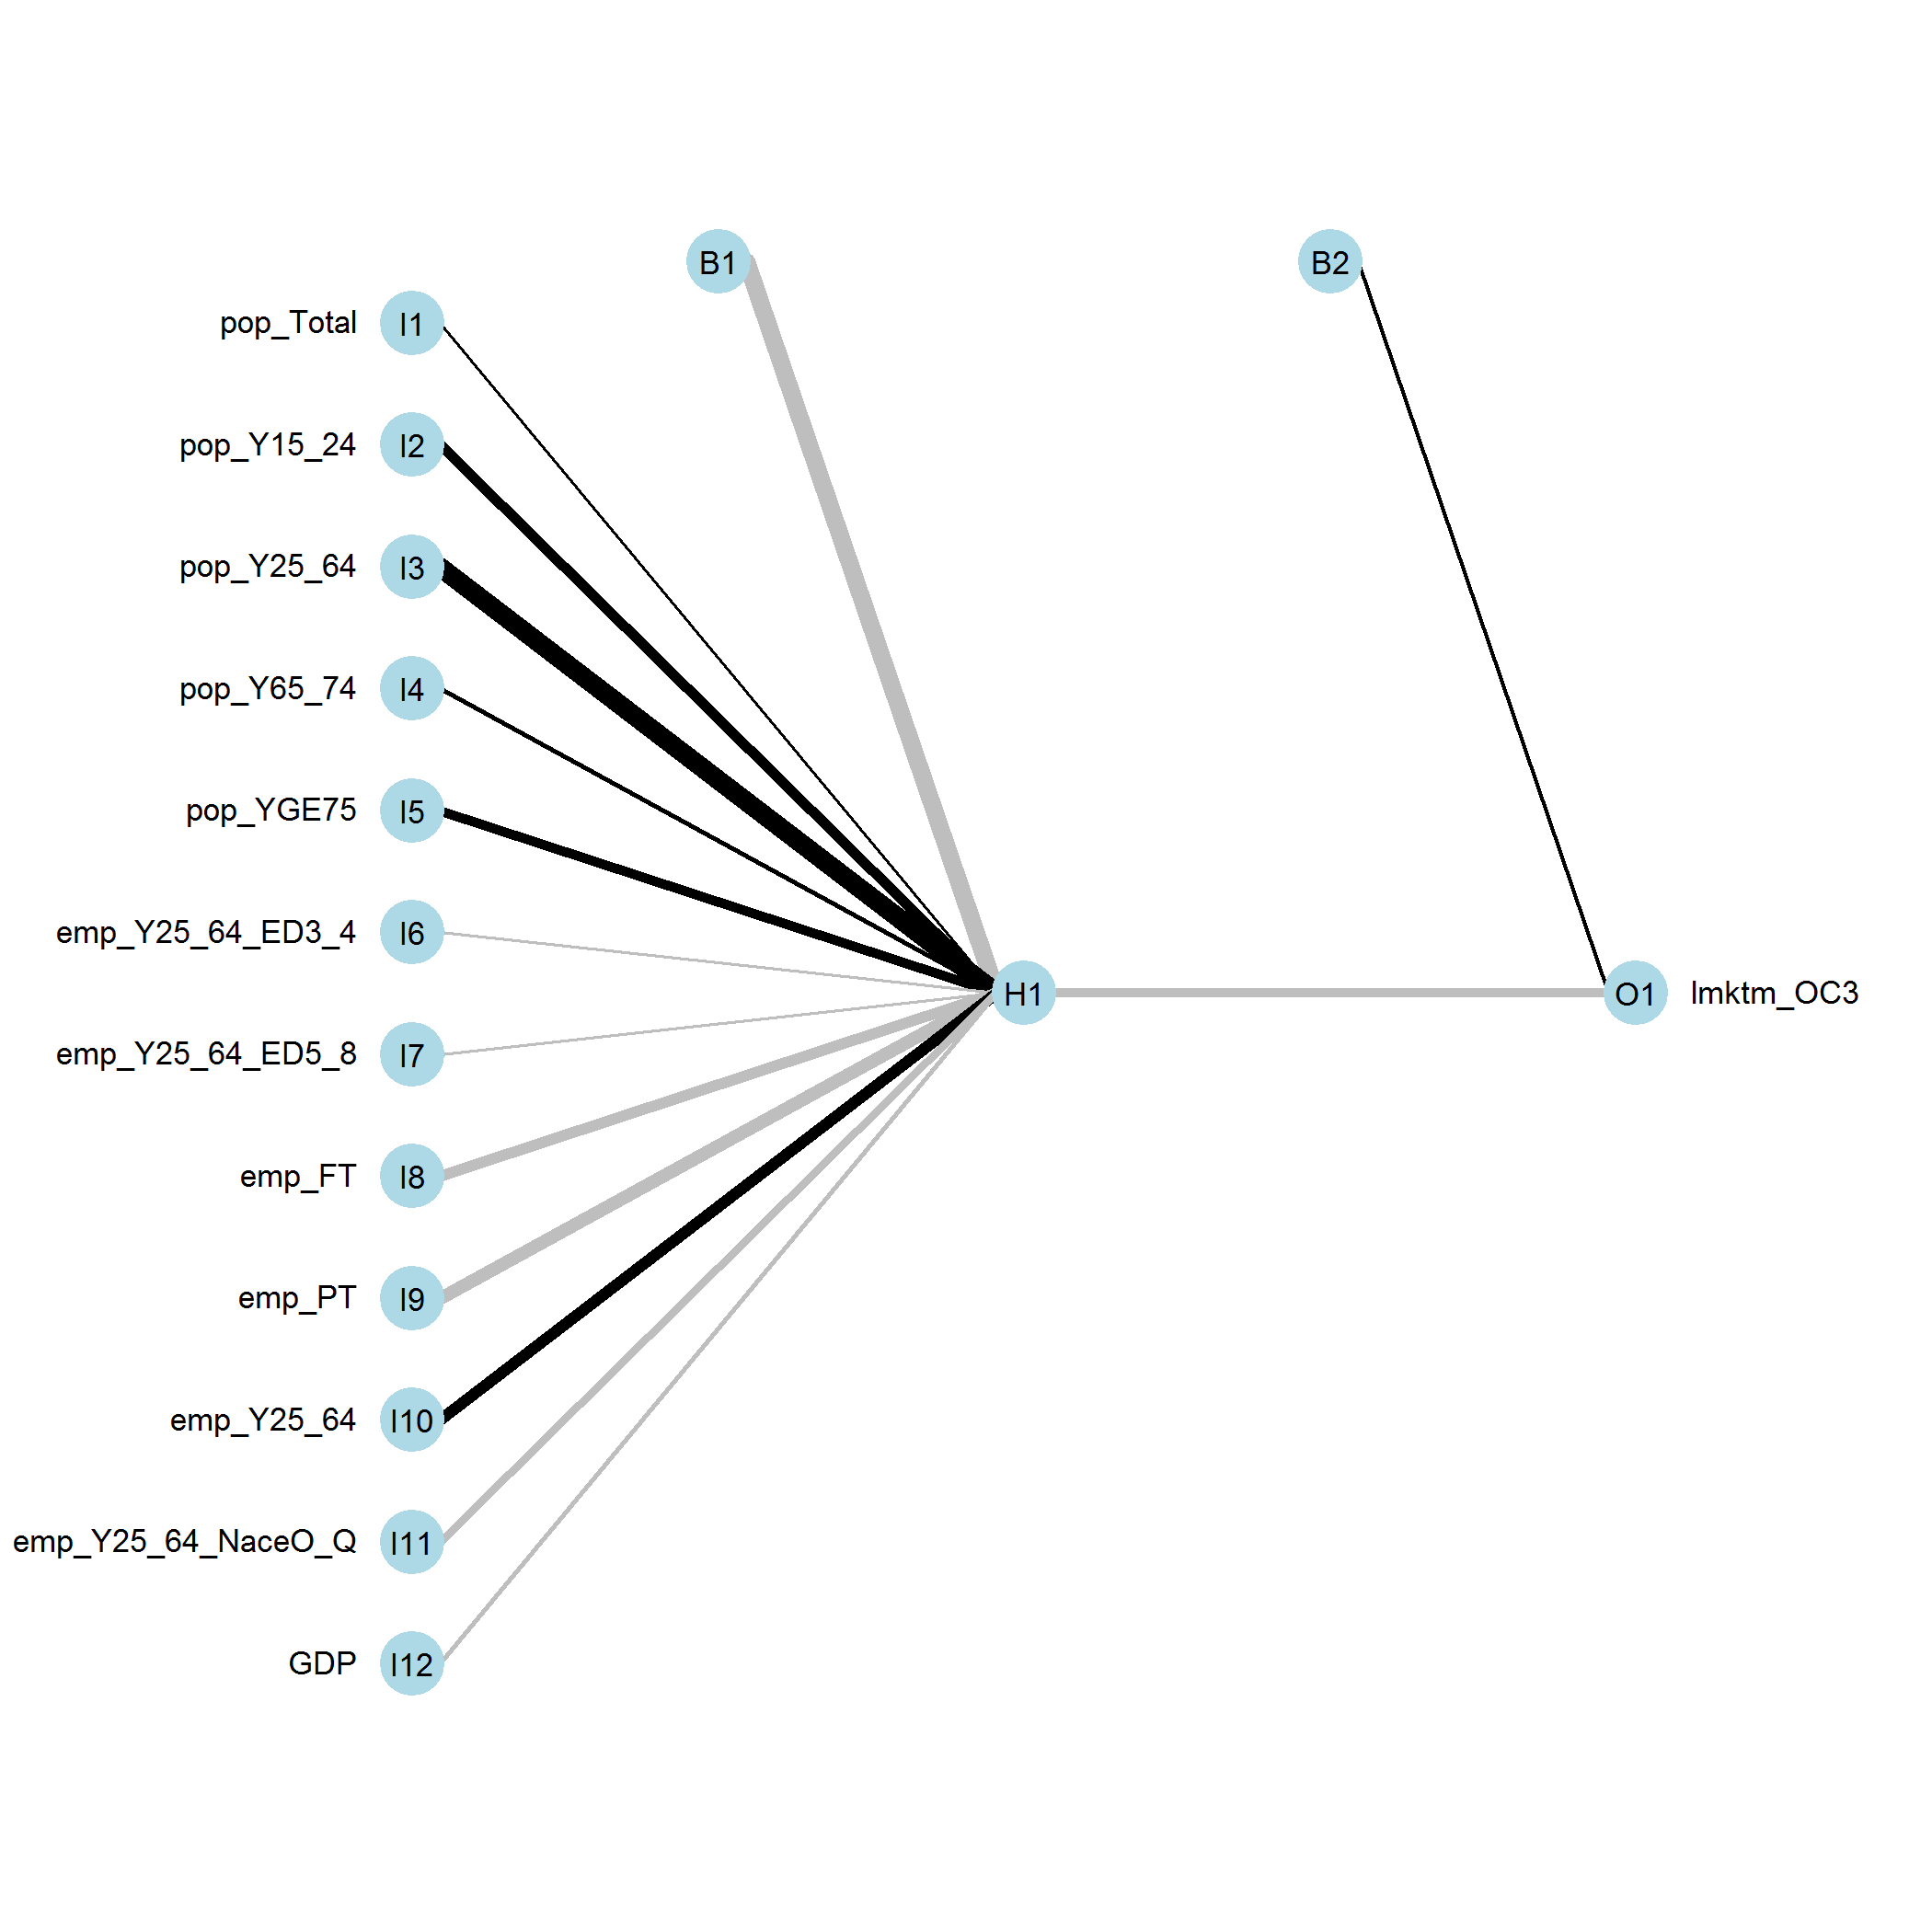 B1
B2
pop_Total I1
pop_Y15_24 I2
pop_Y25_64 I3
pop_Y65_74 I4
pop_YGE75 I5
emp_Y25_64_ED3_4 I6
H1
O1 lmktm_OC3
emp_Y25_64_ED5_8 I7
emp_FT I8
emp_PT I9
emp_Y25_64 I10
emp_Y25_64_NaceO_Q I11
GDP I12